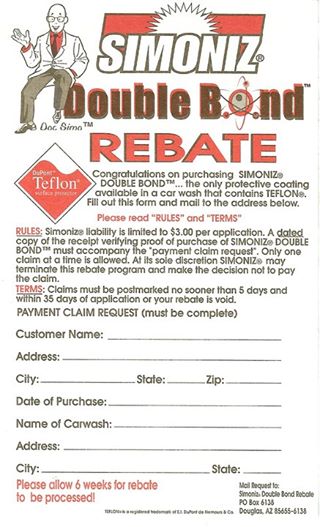 SIMONIZ®
Double Bond™
Doc Simo™
REBATE
DuPont™
Teflon®
surface protector
Congratulations on purchasing SIMONIZ®
DOUBLE BOND™... the only protective coating
available in a car wash that contains TEFLON®.
Fill out this form and mail to the address below.
Please read "RULES" and "TERMS"
RULES: Simoniz® liability is limited to $3.00 per application. A dated
copy of the receipt verifying proof of purchase of SIMONIZ® DOUBLE
BOND™ must accompany the "payment claim request". Only one
claim at a time is allowed. At its sole discretion SIMONIZ® may
terminate this rebate program and make the decision not to pay
the claim.
TERMS: Claims must be postmarked no sooner than 5 days and
within 35 days of application or your rebate is void.
PAYMENT CLAIM REQUEST (must be complete)
Customer Name:
Address:
City: State: Zip:
Date of Purchase:
Name of Carwash:
Address:
City: State:
Please allow 6 weeks for rebate
to be processed!
Mail Request to:
Simoniz® Double Bond Rebate
PO Box 6138
Douglas, AZ 85655-6138
TEFLON® is a registered trademark of E.I. DuPont de Nemours & Co.